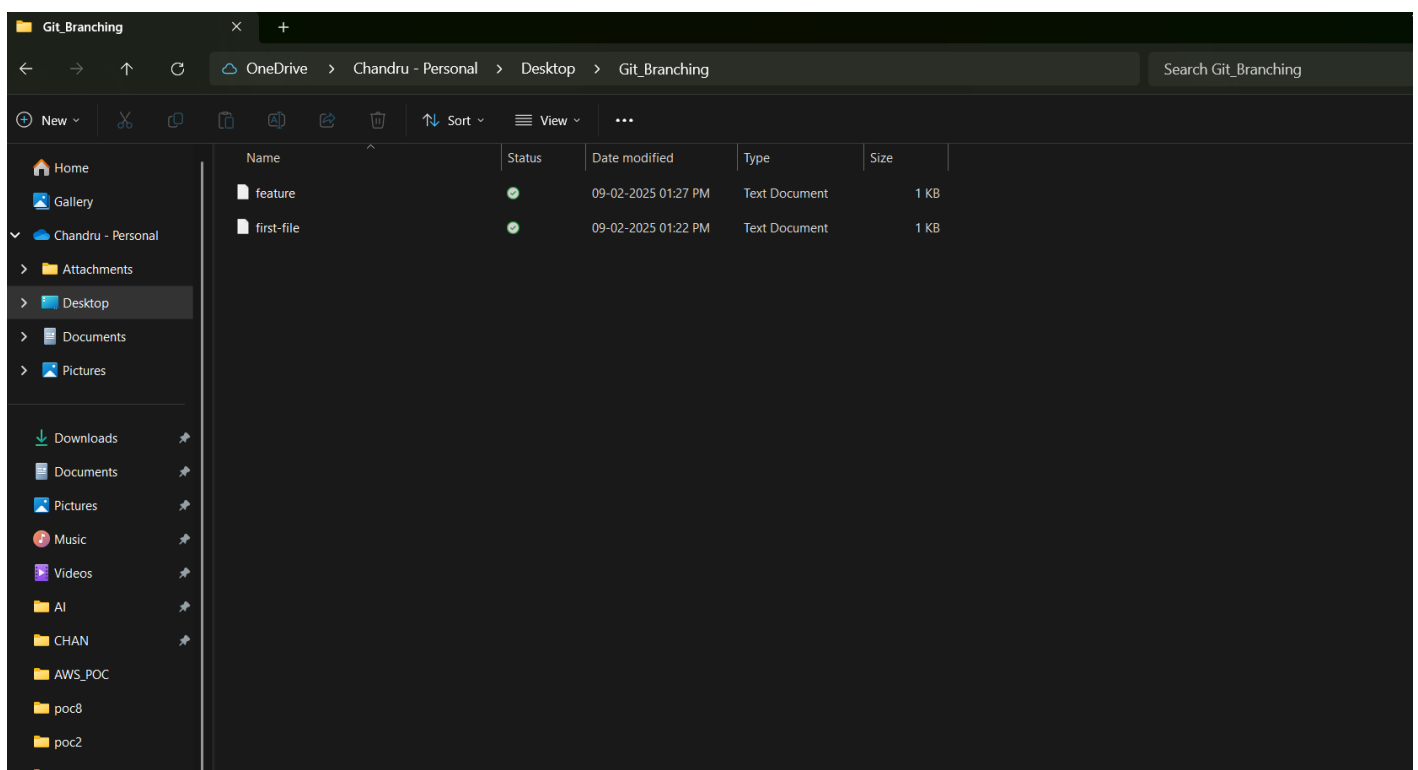 Git_Branching
OneDrive > Chandru - Personal > Desktop > Git_Branching
Search Git_Branching
New
Sort
View
Home
Gallery
Chandru - Personal
Attachments
Desktop
Documents
Pictures
Downloads
Documents
Pictures
Music
Videos
AI
CHAN
AWS_POC
poc8
poc2
Name Status Date modified Type Size
feature 09-02-2025 01:27 PM Text Document 1 KB
first-file 09-02-2025 01:22 PM Text Document 1 KB